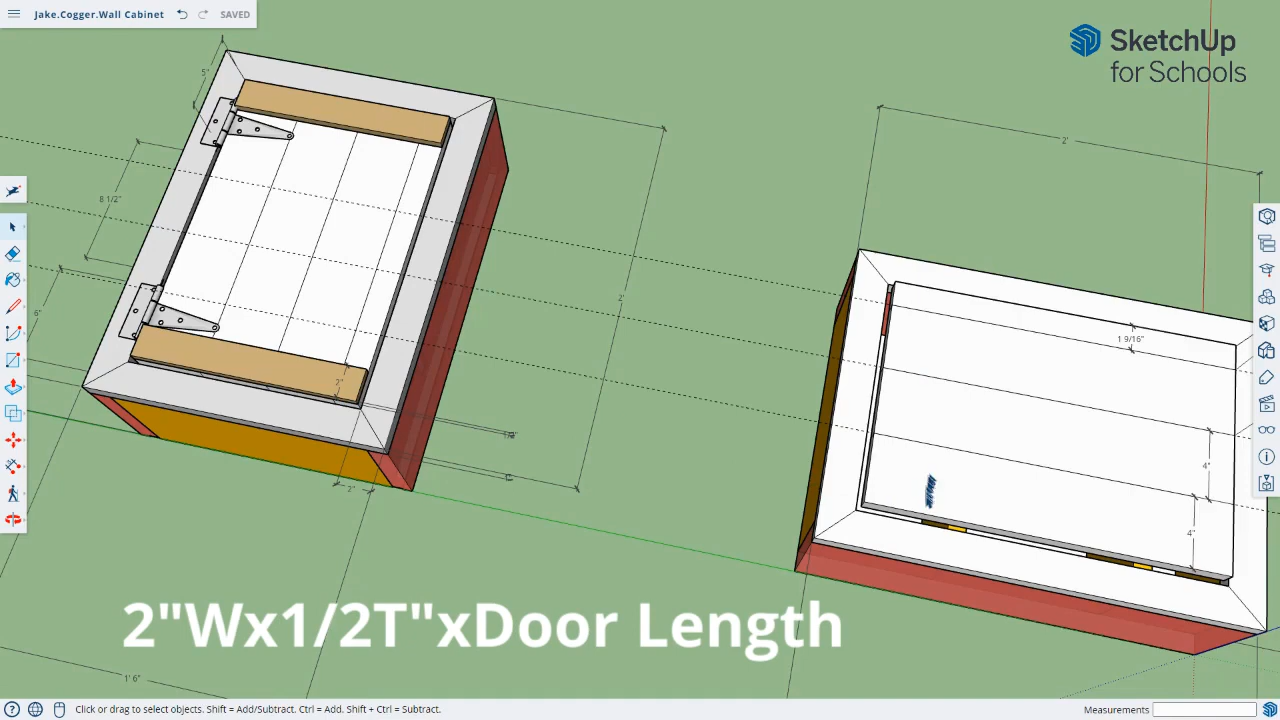 Jake.Cogger.Wall Cabinet
SAVED
SketchUp
for Schools
5"
2'
8 1/2"
2'
6"
1 9/16"
2"
4"
4"
2"
2"Wx1/2T"xDoor Length
1' 6"
Click or drag to select objects. Shift = Add/Subtract. Ctrl = Add. Shift + Ctrl = Subtract.
Measurements